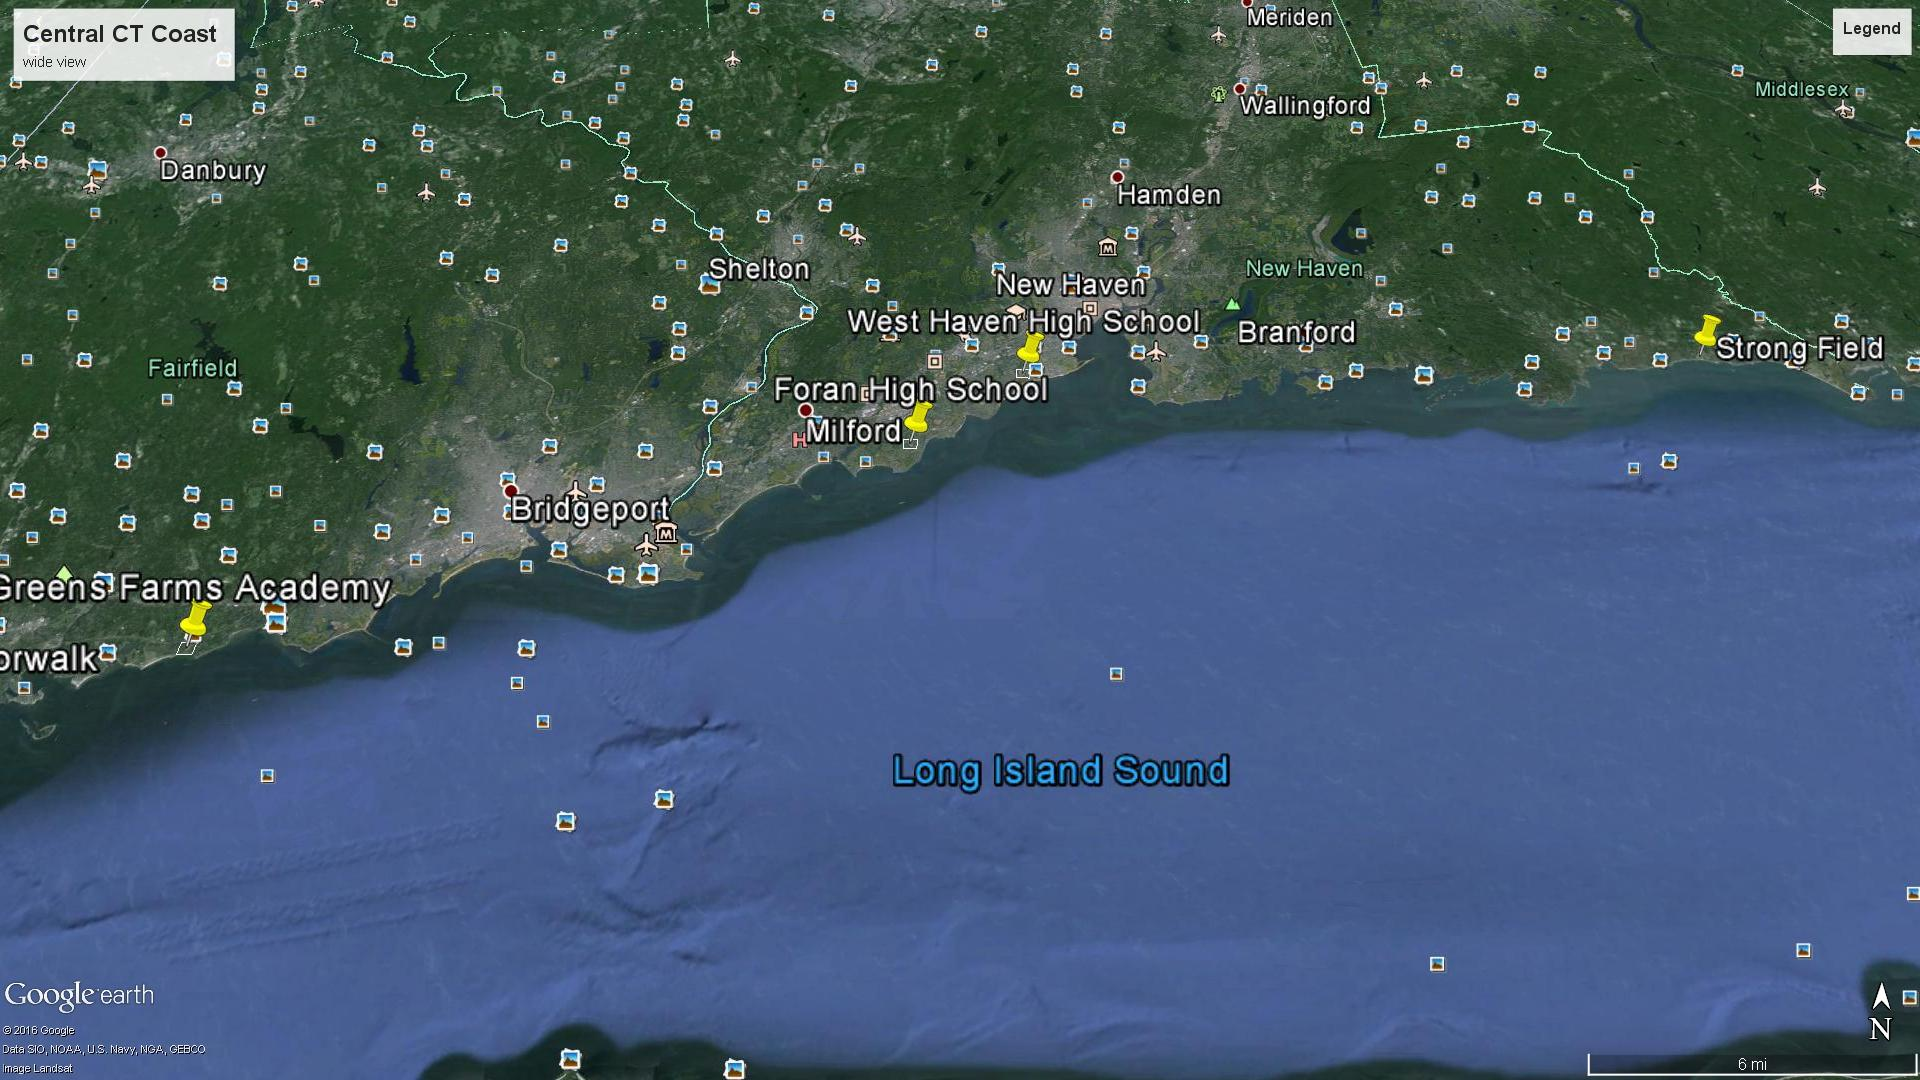 Central CT Coast
wide view
Legend
Meriden
Middlesex
Wallingford
Danbury
Hamden
Shelton
New Haven
New Haven
West Haven High School
Branford
Strong Field
Fairfield
Foran High School
H
Milford
Bridgeport
M
M
Greens Farms Academy
orwalk
Long Island Sound
Google earth
© 2016 Google
Data SIO, NOAA, U.S. Navy, NGA, GEBCO
Image Landsat
N
6 mi